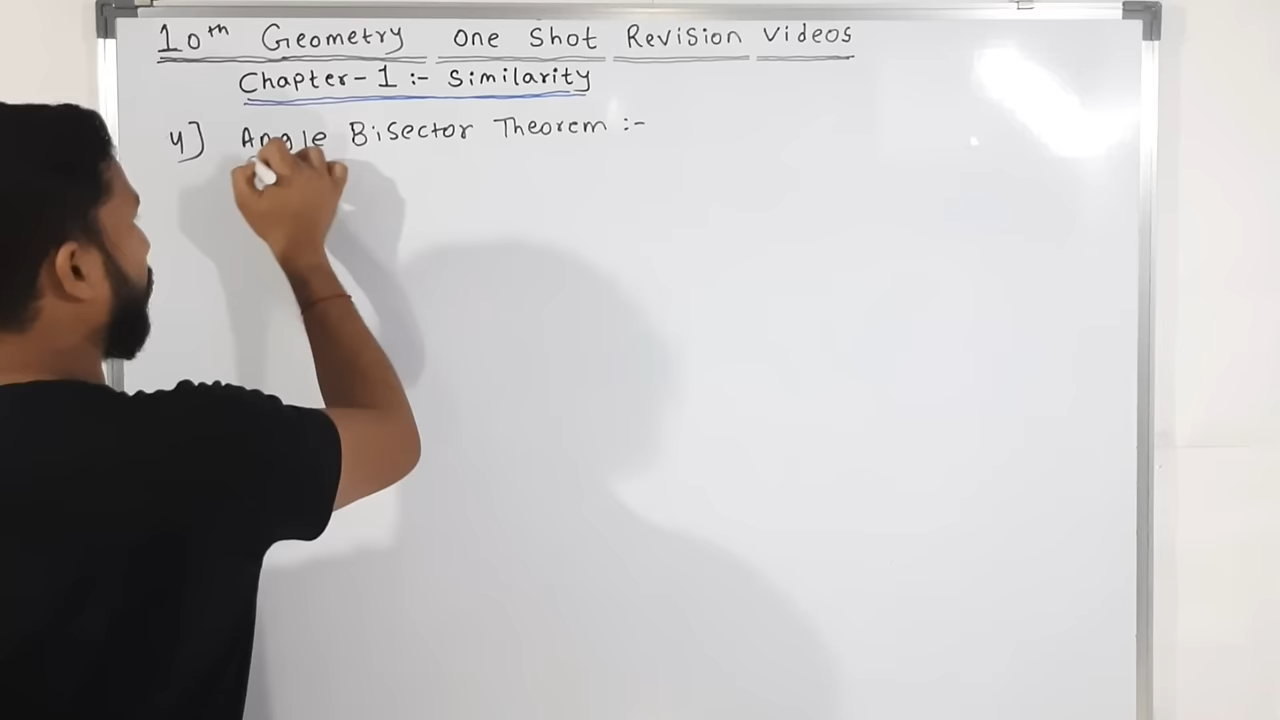 10th Geometry One Shot Revision Videos
Chapter-1 :- Similarity
4] Angle Bisector Theorem :-